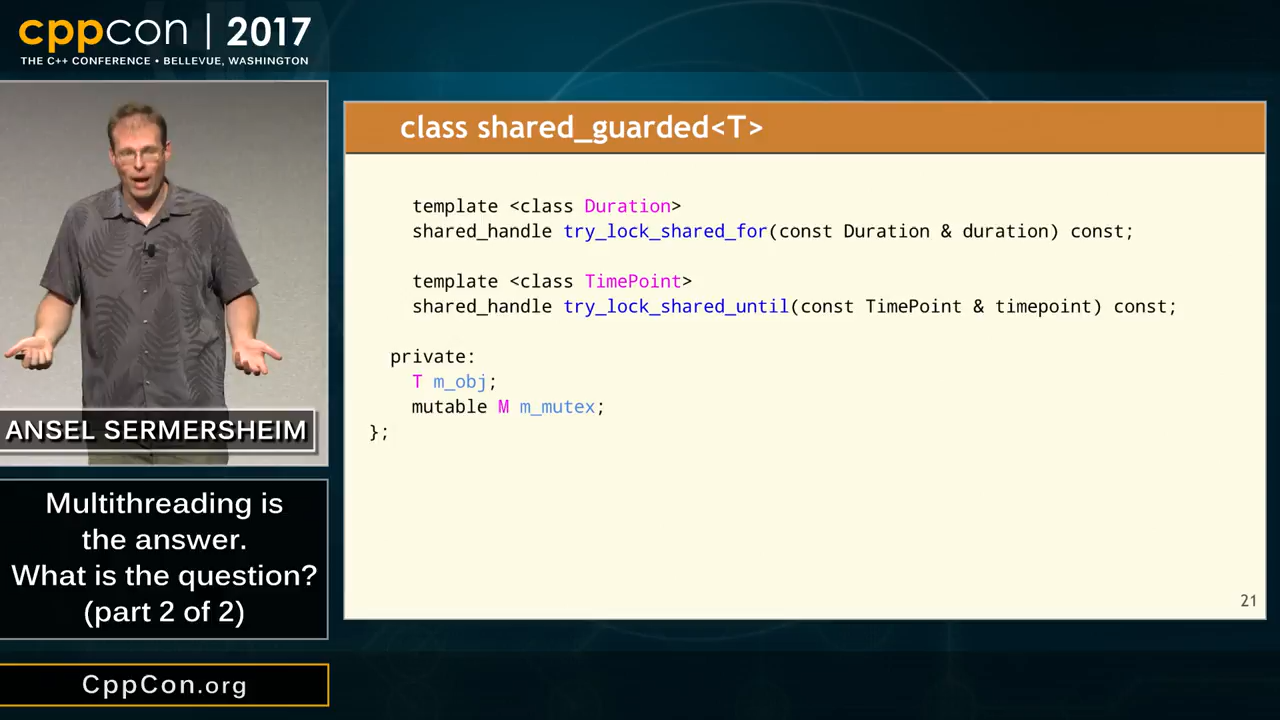 cppcon | 2017
THE C++ CONFERENCE • BELLEVUE, WASHINGTON
class shared_guarded<T>
template <class Duration>
shared_handle try_lock_shared_for(const Duration & duration) const;
template <class TimePoint>
shared_handle try_lock_shared_until(const TimePoint & timepoint) const;
private:
T m_obj;
mutable M m_mutex;
};
21
ANSEL SERMERSHEIM
Multithreading is
the answer.
What is the question?
(part 2 of 2)
CppCon.org